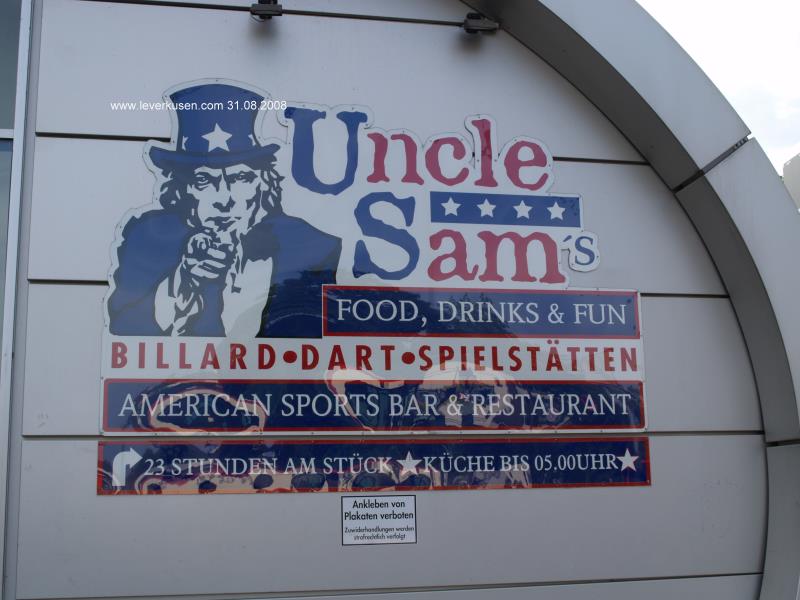 www.leverkusen.com 31.08.2008
Uncle
Sam´s
FOOD, DRINKS & FUN
BILLARD•DART•SPIELSTÄTTEN
AMERICAN SPORTS BAR & RESTAURANT
23 STUNDEN AM STÜCK ★ KÜCHE BIS 05.00UHR ★
Ankleben von
Plakaten verboten
Zuwiderhandlungen werden
strafrechtlich verfolgt